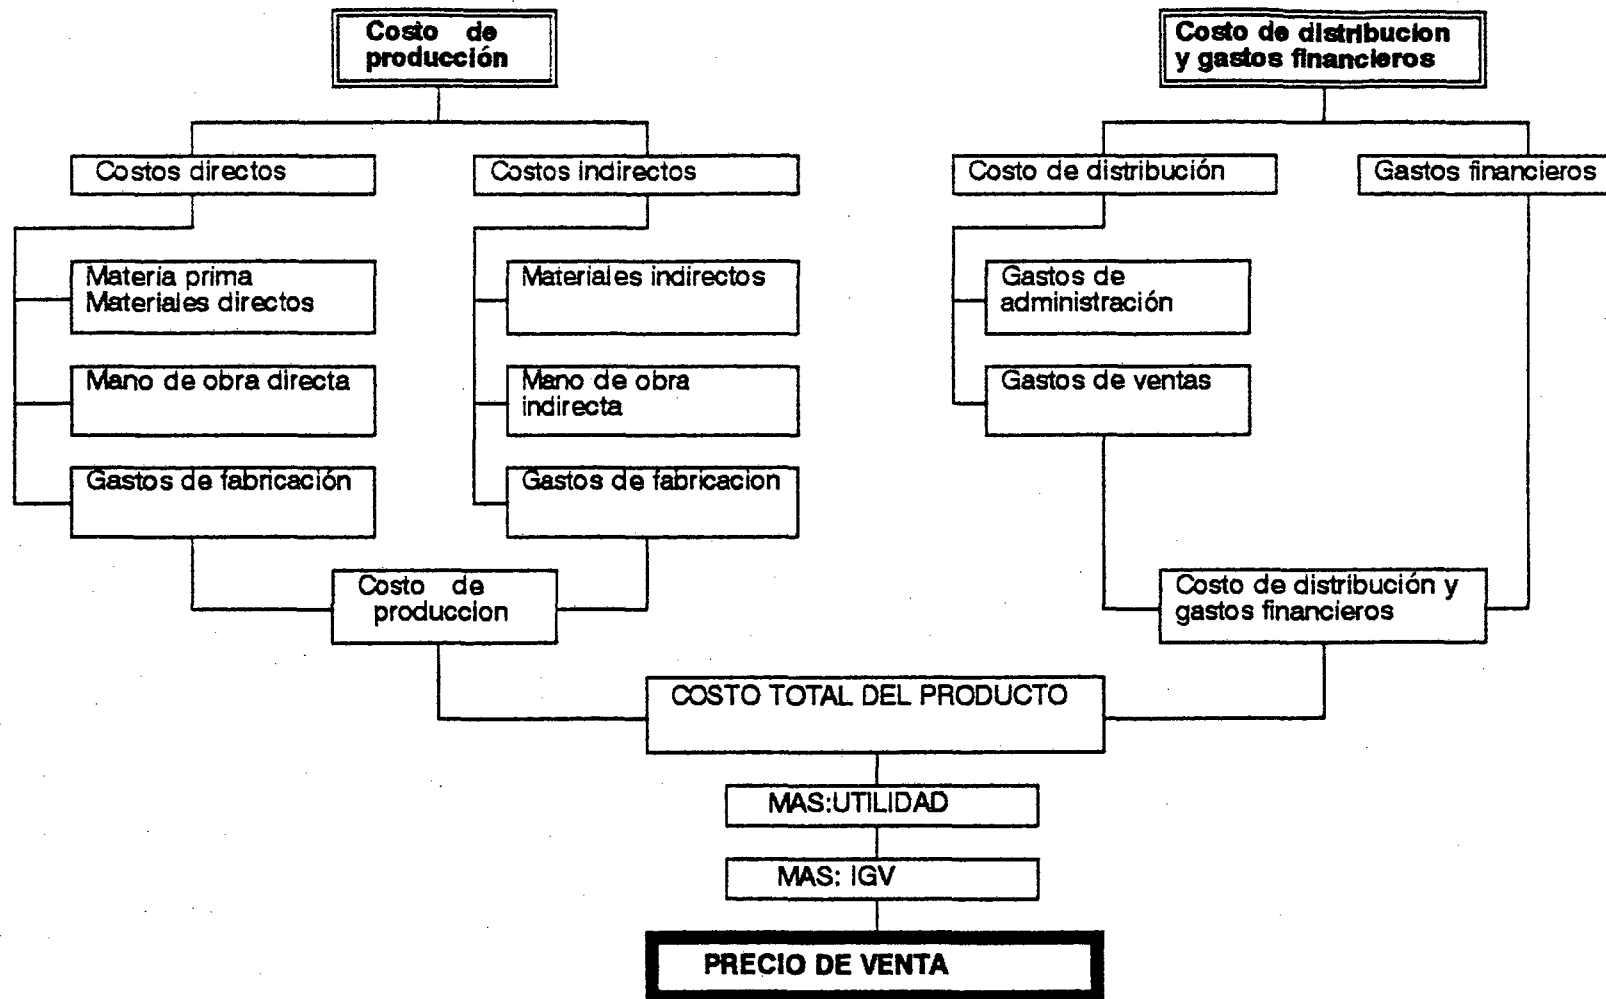 Costo de
producción
Costo de distribucion
y gastos financieros
Costos directos
Costos indirectos
Costo de distribución
Gastos financieros
Materia prima
Materiales directos
Materiales indirectos
Gastos de
administración
Mano de obra directa
Mano de obra
indirecta
Gastos de ventas
Gastos de fabricación
Gastos de fabricacion
Costo de
produccion
Costo de distribución y
gastos financieros
COSTO TOTAL DEL PRODUCTO
MAS:UTILIDAD
MAS: IGV
PRECIO DE VENTA